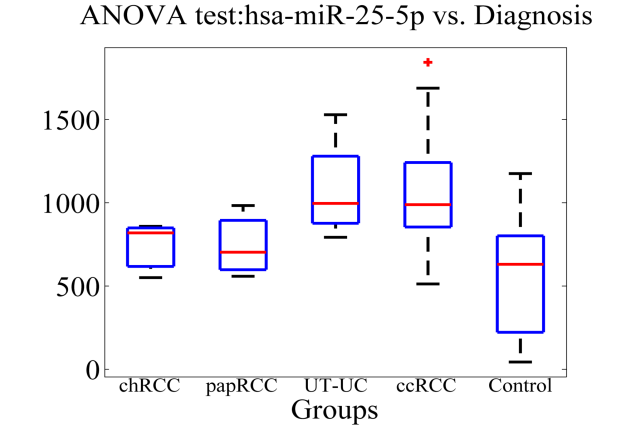 ANOVA test:hsa-miR-25-5p vs. Diagnosis
1500
1000
500
0
chRCC papRCC UT-UC ccRCC Control
Groups